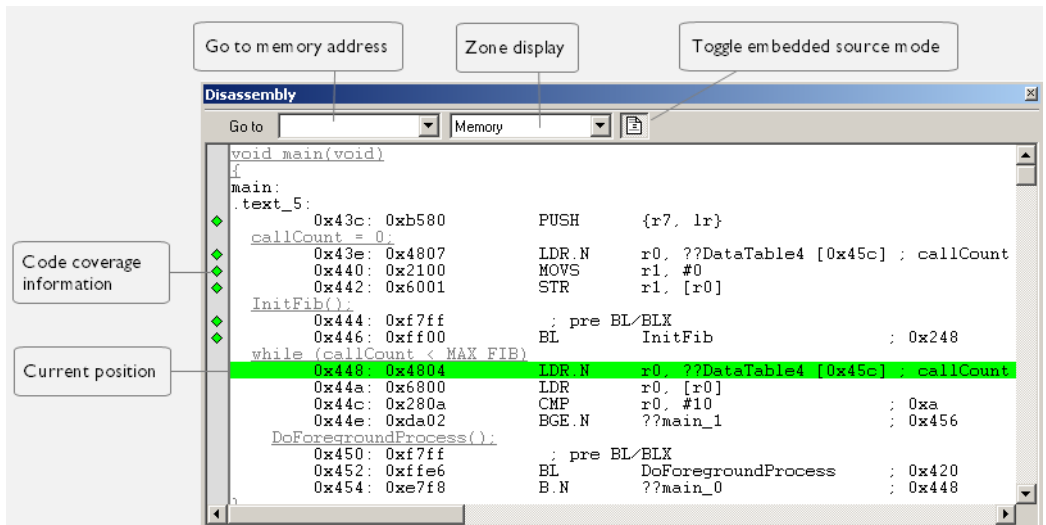 Go to memory address
Zone display
Toggle embedded source mode
Disassembly
Go to
Memory
void main(void)
{
main:
.text_5:
0x43c: 0xb580 PUSH {r7, lr}
callCount = 0;
0x43e: 0x4807 LDR.N r0, ??DataTable4 [0x45c] ; callCount
0x440: 0x2100 MOVS r1, #0
0x442: 0x6001 STR r1, [r0]
InitFib();
0x444: 0xf7ff ; pre BL/BLX
0x446: 0xff00 BL InitFib ; 0x248
while (callCount < MAX_FIB)
0x448: 0x4804 LDR.N r0, ??DataTable4 [0x45c] ; callCount
0x44a: 0x6800 LDR r0, [r0]
0x44c: 0x280a CMP r0, #10 ; 0xa
0x44e: 0xda02 BGE.N ??main_1 ; 0x456
DoForegroundProcess();
0x450: 0xf7ff ; pre BL/BLX
0x452: 0xffe6 BL DoForegroundProcess ; 0x420
0x454: 0xe7f8 B.N ??main_0 ; 0x448
}
Code coverage
information
Current position